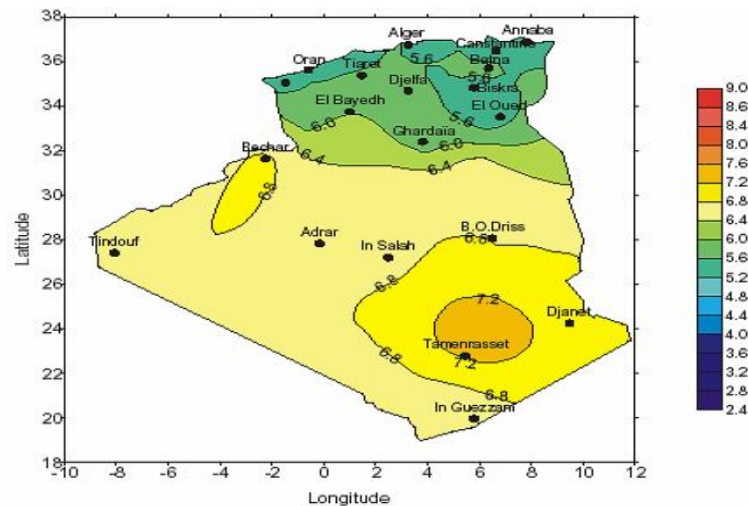 38
36
34
32
30
28
26
24
22
20
18
Latitude
-10 -8 -6 -4 -2 0 2 4 6 8 10 12
Longitude
Alger
Annaba
Constantine
Oran
Tiaret
5.6
Batna
5.6
Djelfa
Biskra
El Bayedh
El Oued
5.6
6.0
Ghardaïa
6.0
6.4
6.4
Bechar
6.8
Tindouf
Adrar
In Salah
B.O.Driss
6.8
6.8
7.2
Djanet
Tamenrasset
7.2
6.8
6.8
In Guezzam
9.0
8.4
8.0
7.6
7.2
6.8
6.4
6.0
5.6
5.2
4.8
4.4
4.0
3.6
3.2
2.8
2.4